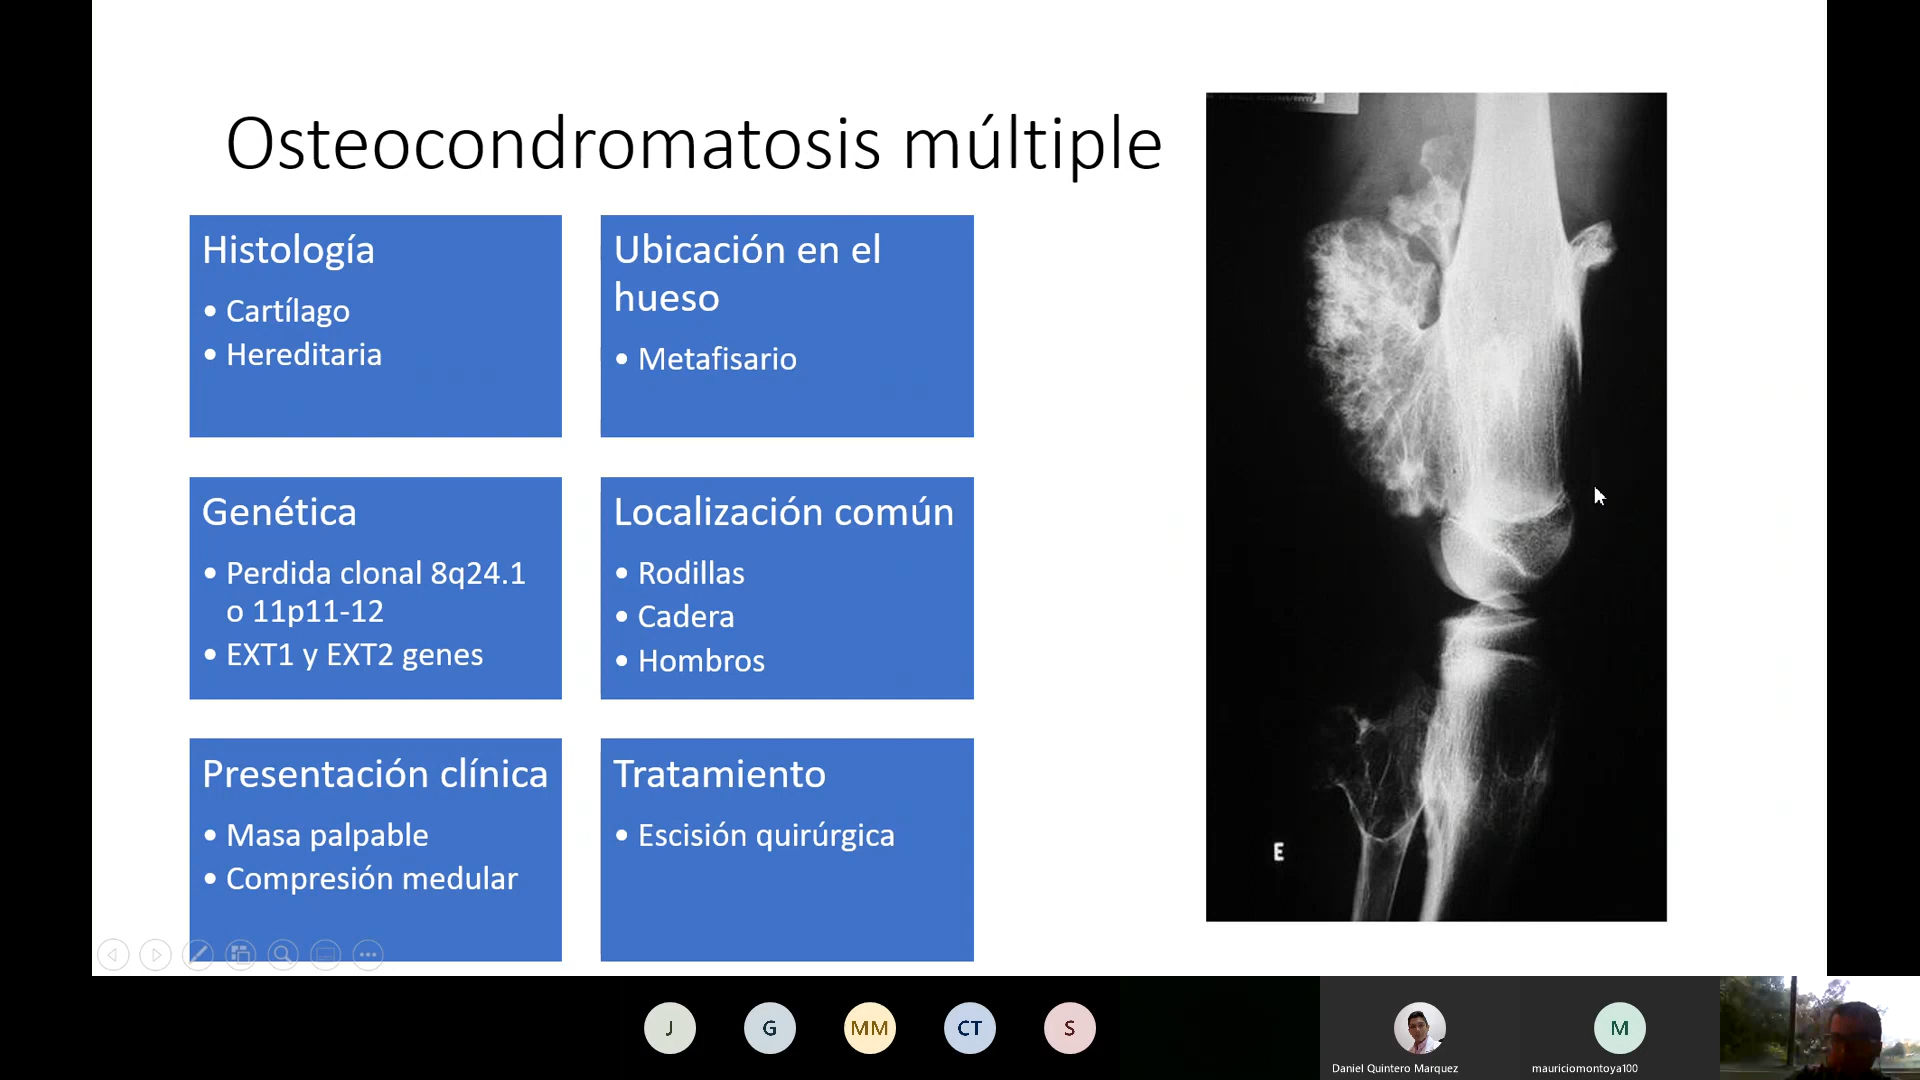 Osteocondromatosis múltiple
Histología
• Cartílago
• Hereditaria
Ubicación en el
hueso
• Metafisario
Genética
• Perdida clonal 8q24.1
o 11p11-12
• EXT1 y EXT2 genes
Localización común
• Rodillas
• Cadera
• Hombros
Presentación clínica
• Masa palpable
• Compresión medular
Tratamiento
• Escisión quirúrgica
E
J
G
MM
CT
S
M
Daniel Quintero Marquez
mauriciomontoya100